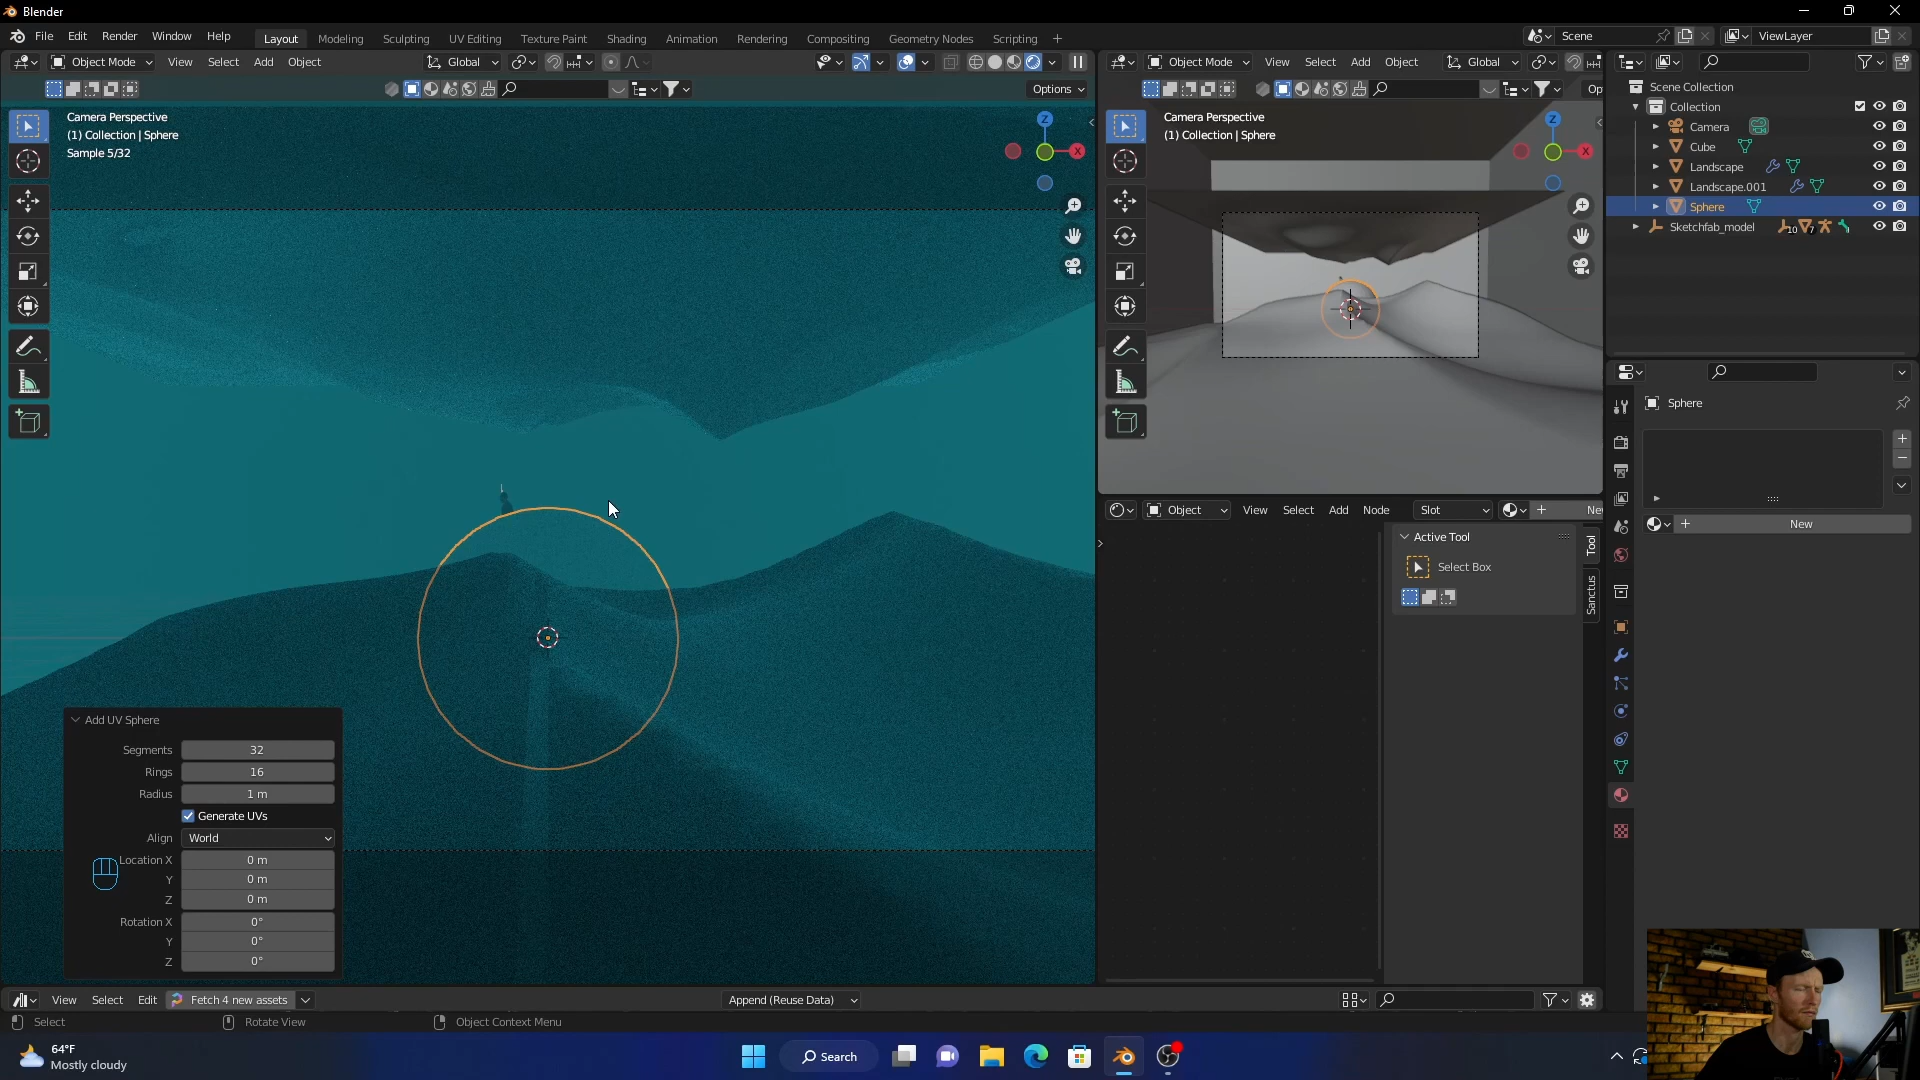 Blender
File Edit Render Window Help
Layout Modeling Sculpting UV Editing Texture Paint Shading Animation Rendering Compositing Geometry Nodes Scripting +
Scene
ViewLayer
Object Mode View Select Add Object
Global
Options
Camera Perspective
(1) Collection | Sphere
Sample 5/32
Z
X
Add UV Sphere
Segments 32
Rings 16
Radius 1 m
Generate UVs
Align World
Location X 0 m
Y 0 m
Z 0 m
Rotation X 0°
Y 0°
Z 0°
Object Mode View Select Add Object
Global
Op
Camera Perspective
(1) Collection | Sphere
Z
X
Object View Select Add Node
Slot
Ne
Active Tool
Select Box
Tool
Sanctus
Scene Collection
Collection
Camera
Cube
Landscape
Landscape.001
Sphere
Sketchfab_model
10
7
Sphere
New
View Select Edit Fetch 4 new assets
Append (Reuse Data)
Select
Rotate View
Object Context Menu
64°F
Mostly cloudy
Search